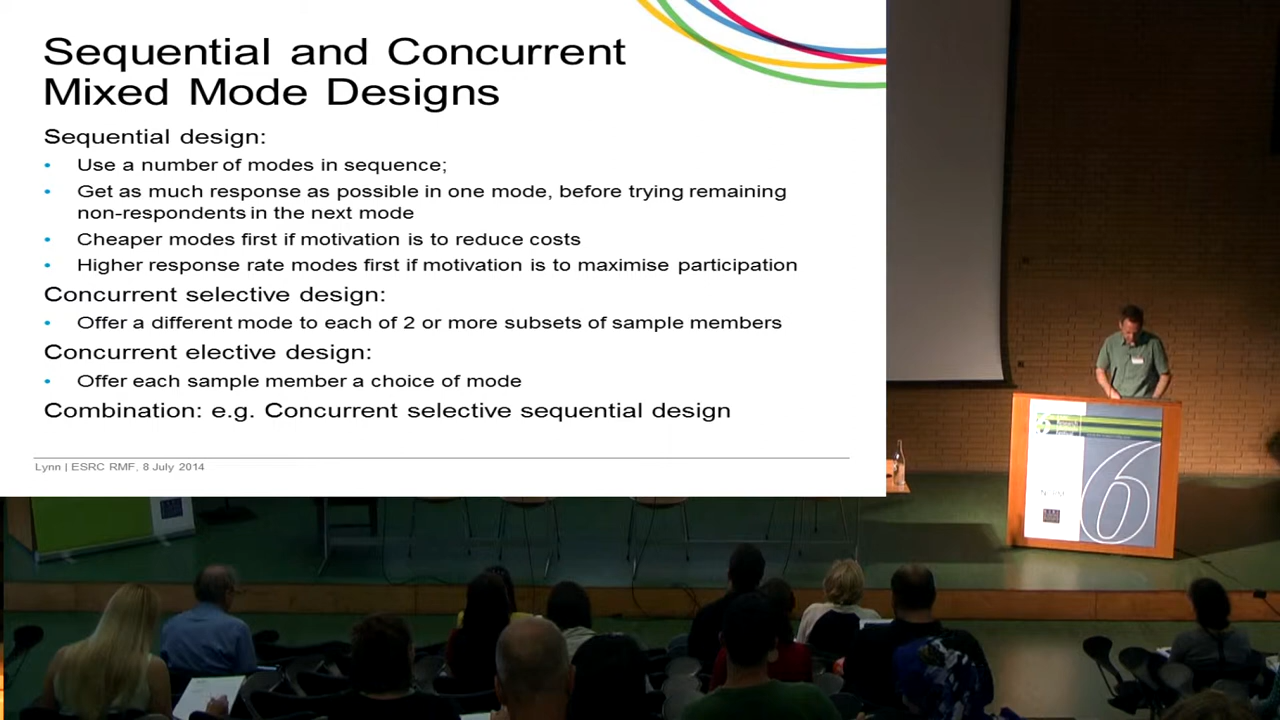 Sequential and Concurrent
Mixed Mode Designs
Sequential design:
• Use a number of modes in sequence;
• Get as much response as possible in one mode, before trying remaining
non-respondents in the next mode
• Cheaper modes first if motivation is to reduce costs
• Higher response rate modes first if motivation is to maximise participation
Concurrent selective design:
• Offer a different mode to each of 2 or more subsets of sample members
Concurrent elective design:
• Offer each sample member a choice of mode
Combination: e.g. Concurrent selective sequential design
Lynn | ESRC RMF, 8 July 2014
6